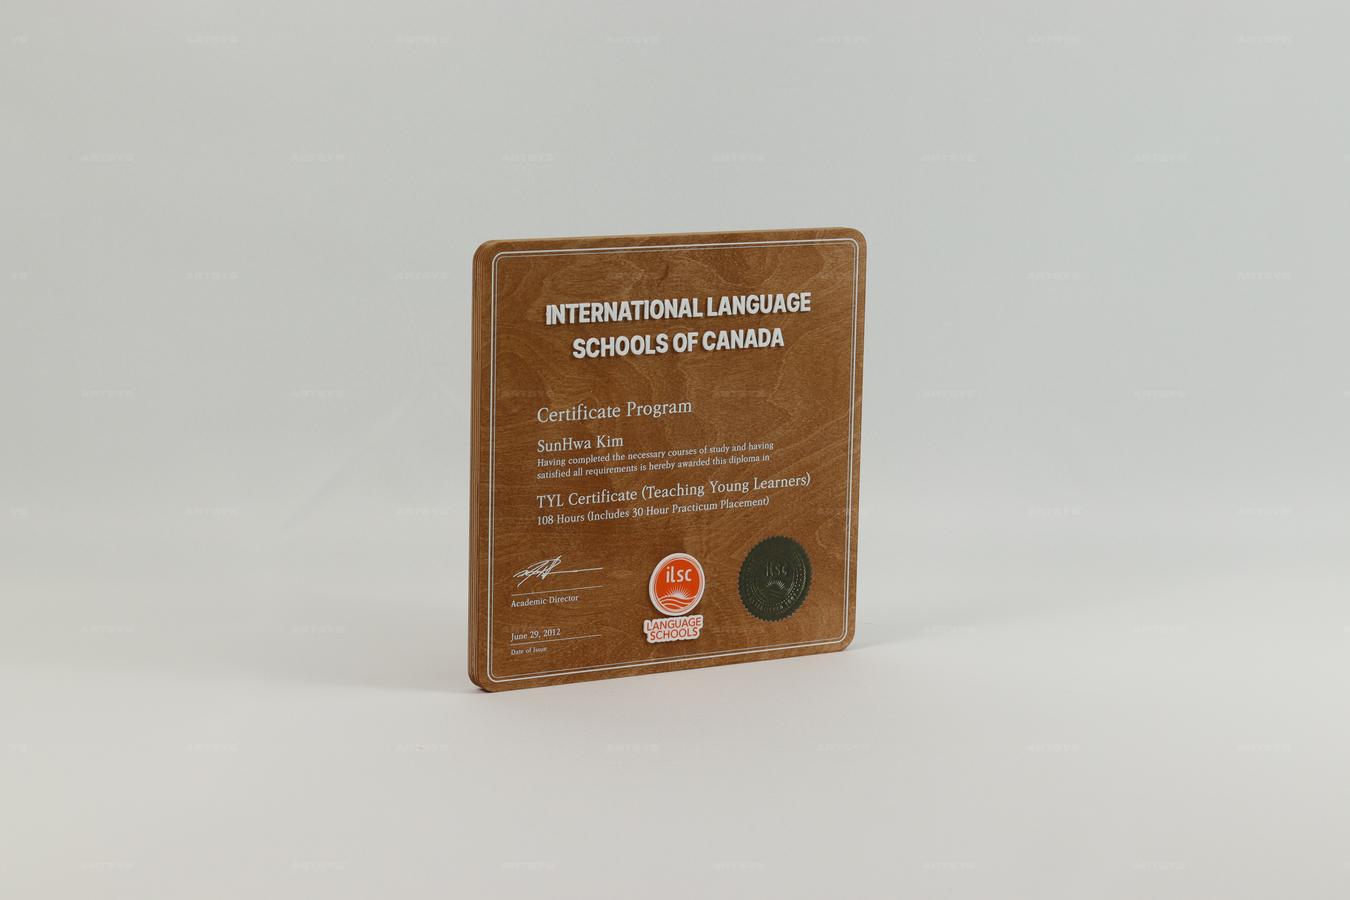 INTERNATIONAL LANGUAGE
SCHOOLS OF CANADA
Certificate Program
SunHwa Kim
Having completed the necessary courses of study and having
satisfied all requirements is hereby awarded this diploma in
TYL Certificate (Teaching Young Learners)
108 Hours (Includes 30 Hour Practicum Placement)
Academic Director
June 29, 2012
Date of Issue
ilsc
LANGUAGE
SCHOOLS
ilsc